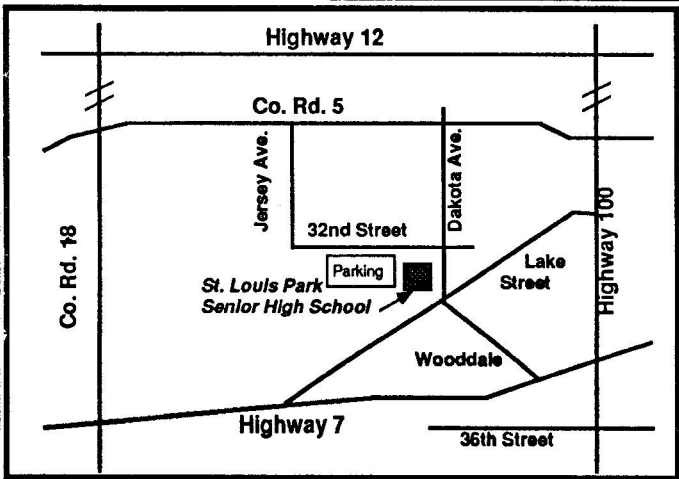 Highway 12
Co. Rd. 5
Jersey Ave.
Dakota Ave.
Co. Rd. 18
Highway 100
32nd Street
Parking
St. Louis Park
Senior High School
Lake
Street
Wooddale
Highway 7
36th Street